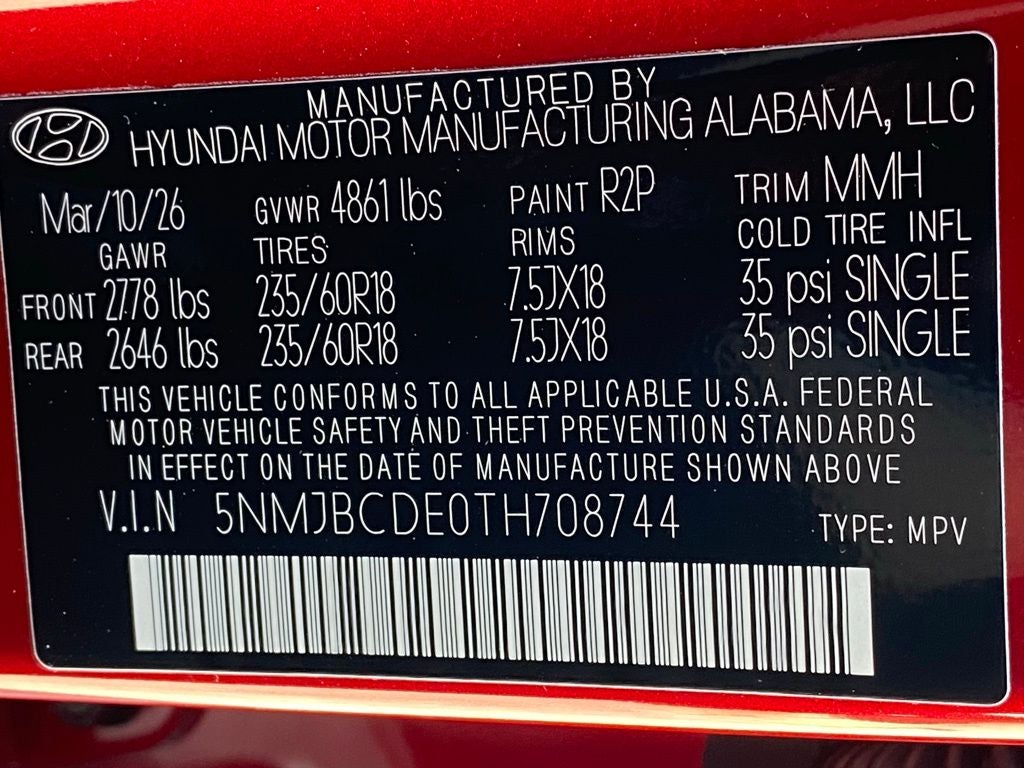 MANUFACTURED BY
HYUNDAI MOTOR MANUFACTURING ALABAMA, LLC
Mar/10/26 GVWR 4861 lbs PAINT R2P TRIM MMH
GAWR TIRES RIMS COLD TIRE INFL
FRONT 2778 lbs 235/60R18 7.5JX18 35 psi SINGLE
REAR 2646 lbs 235/60R18 7.5JX18 35 psi SINGLE
THIS VEHICLE CONFORMS TO ALL APPLICABLE U.S.A. FEDERAL
MOTOR VEHICLE SAFETY AND THEFT PREVENTION STANDARDS
IN EFFECT ON THE DATE OF MANUFACTURE SHOWN ABOVE
V.I.N 5NMJBCDE0TH708744 TYPE: MPV